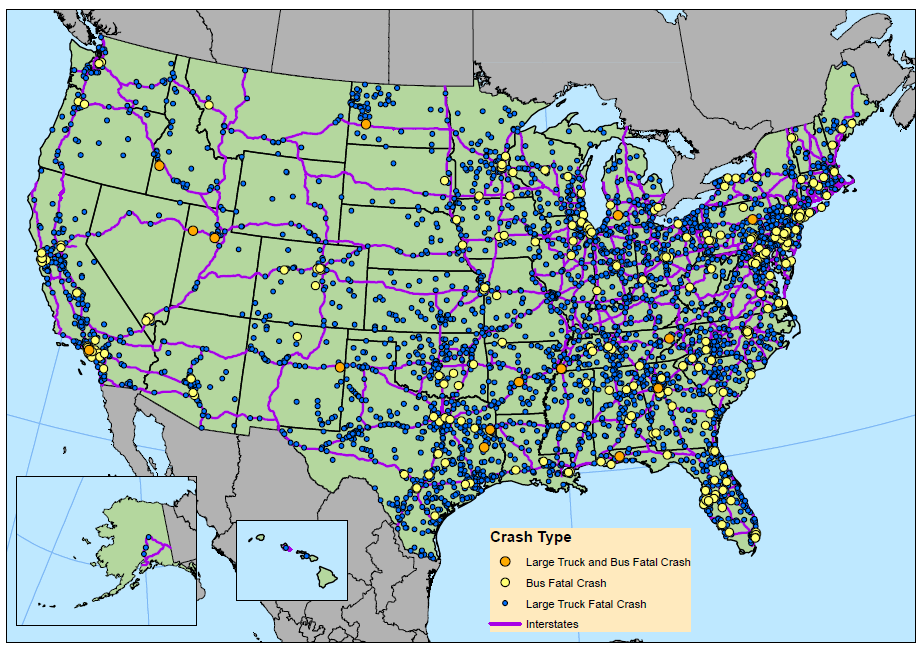 Crash Type
Large Truck and Bus Fatal Crash
Bus Fatal Crash
Large Truck Fatal Crash
Interstates